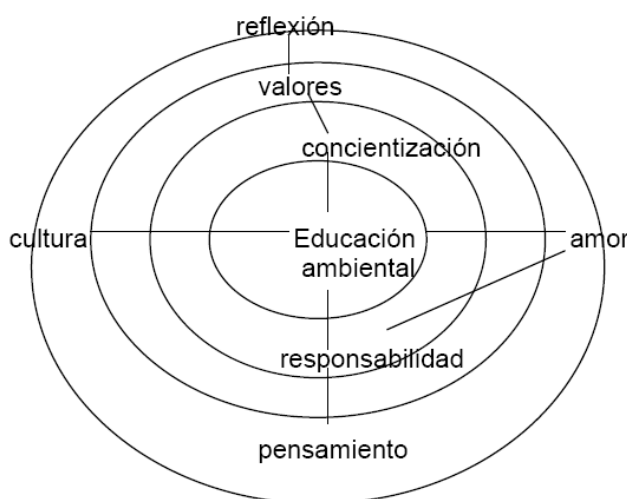 reflexión
valores
concientización
cultura
Educación
ambiental
amor
responsabilidad
pensamiento